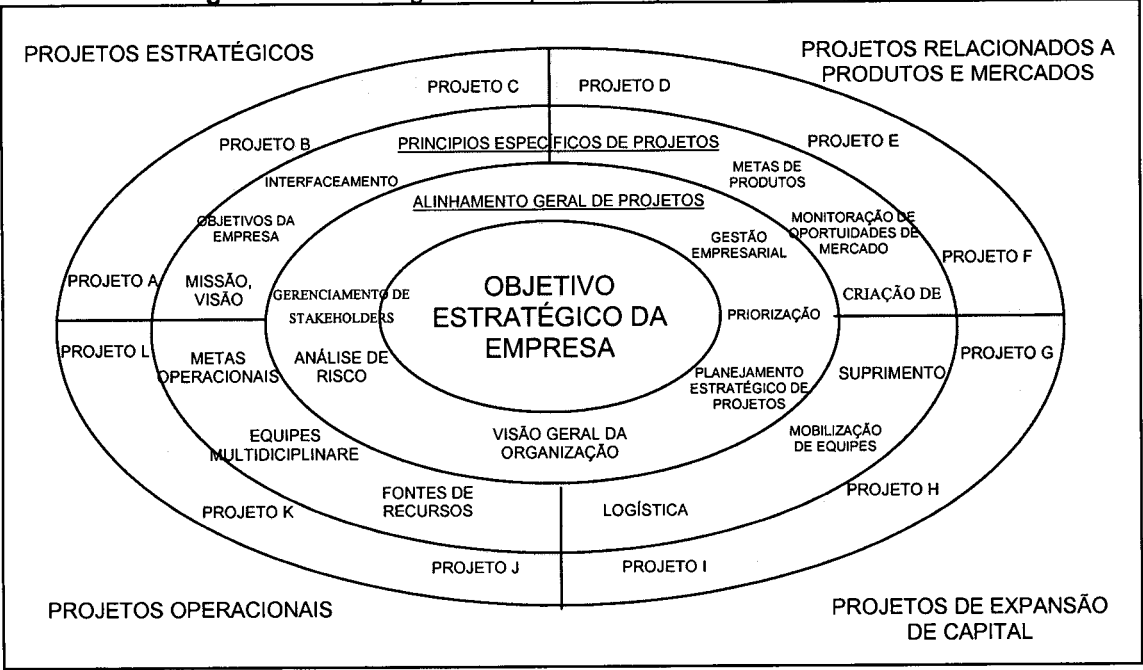 PROJETOS ESTRATÉGICOS
PROJETOS RELACIONADOS A
PRODUTOS E MERCADOS
PROJETO C
PROJETO D
PROJETO B
PROJETO E
PRINCIPIOS ESPECÍFICOS DE PROJETOS
INTERFACEAMENTO
METAS DE
PRODUTOS
ALINHAMENTO GERAL DE PROJETOS
OBJETIVOS DA
EMPRESA
MONITORAÇÃO DE
OPORTUIDADES DE
MERCADO
GESTÃO
EMPRESARIAL
PROJETO A
MISSÃO,
VISÃO
PROJETO F
GERENCIAMENTO DE
STAKEHOLDERS
OBJETIVO
ESTRATÉGICO DA
EMPRESA
PRIORIZAÇÃO
CRIAÇÃO DE
PROJETO L
METAS
OPERACIONAIS
ANÁLISE DE
RISCO
PLANEJAMENTO
ESTRATÉGICO DE
PROJETOS
SUPRIMENTO
PROJETO G
EQUIPES
MULTIDICIPLINARE
VISÃO GERAL DA
ORGANIZAÇÃO
MOBILIZAÇÃO
DE EQUIPES
FONTES DE
RECURSOS
LOGÍSTICA
PROJETO H
PROJETO K
PROJETO J
PROJETO I
PROJETOS OPERACIONAIS
PROJETOS DE EXPANSÃO
DE CAPITAL